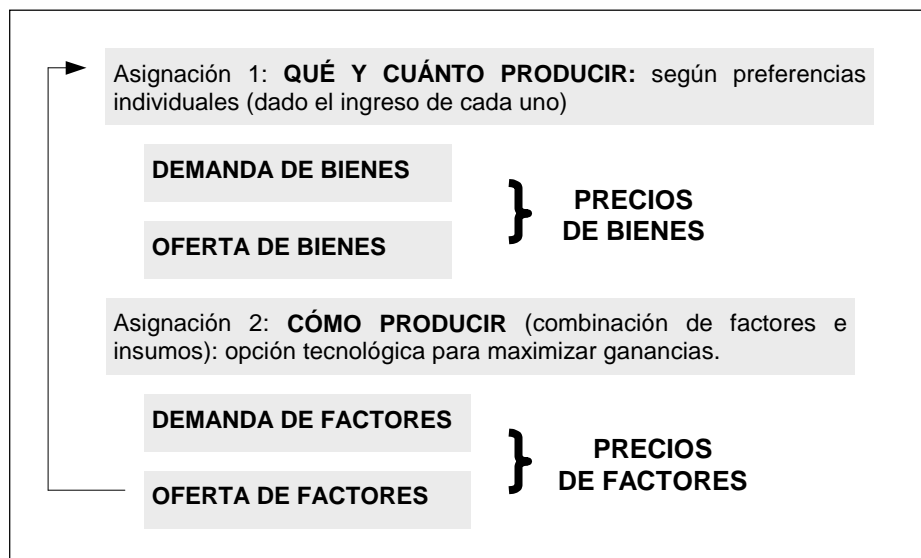 Asignación 1: QUÉ Y CUÁNTO PRODUCIR: según preferencias
individuales (dado el ingreso de cada uno)
DEMANDA DE BIENES
OFERTA DE BIENES
} PRECIOS
DE BIENES
Asignación 2: CÓMO PRODUCIR (combinación de factores e
insumos): opción tecnológica para maximizar ganancias.
DEMANDA DE FACTORES
OFERTA DE FACTORES
} PRECIOS
DE FACTORES